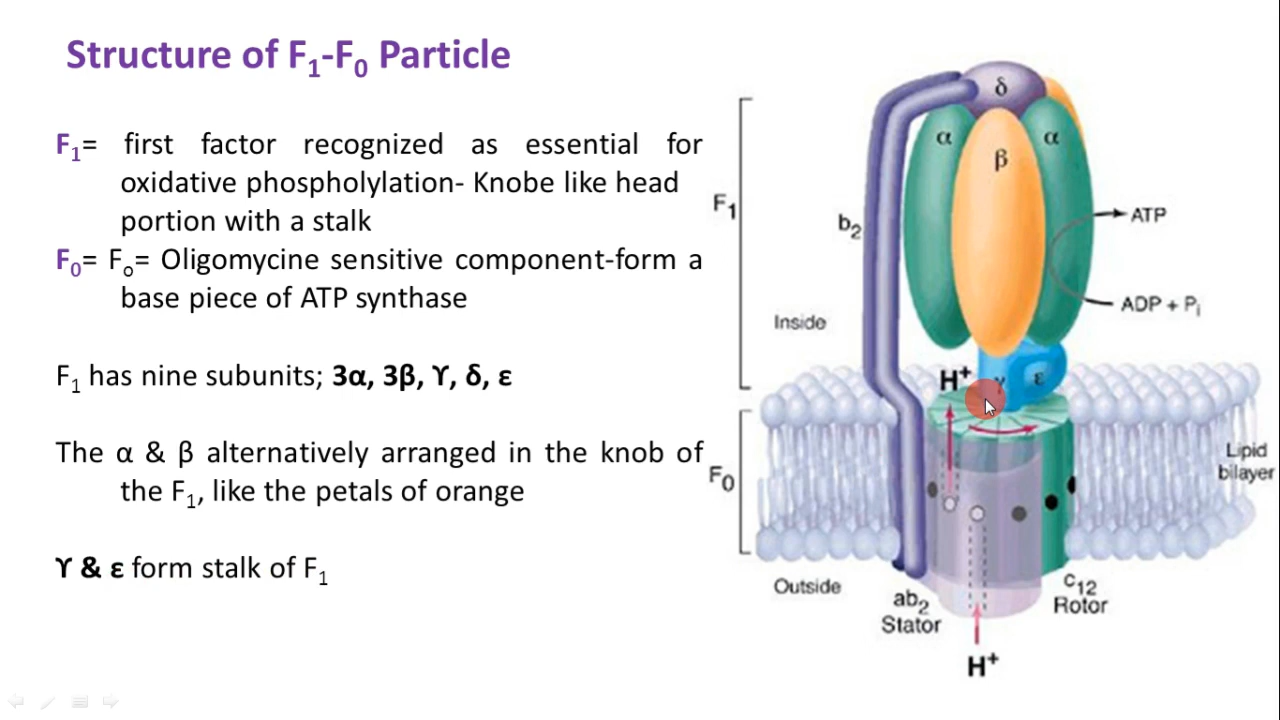 Structure of F₁-F₀ Particle
F₁= first factor recognized as essential for
oxidative phospholylation- Knobe like head
portion with a stalk
F₀= Fₒ= Oligomycine sensitive component-form a
base piece of ATP synthase
F₁ has nine subunits; 3α, 3β, ϒ, δ, ε
The α & β alternatively arranged in the knob of
the F₁, like the petals of orange
ϒ & ε form stalk of F₁
δ
α
α
β
F₁
b₂
ATP
ADP + Pᵢ
Inside
H⁺
γ
ε
F₀
Lipid
bilayer
Outside
ab₂
Stator
c₁₂
Rotor
H⁺